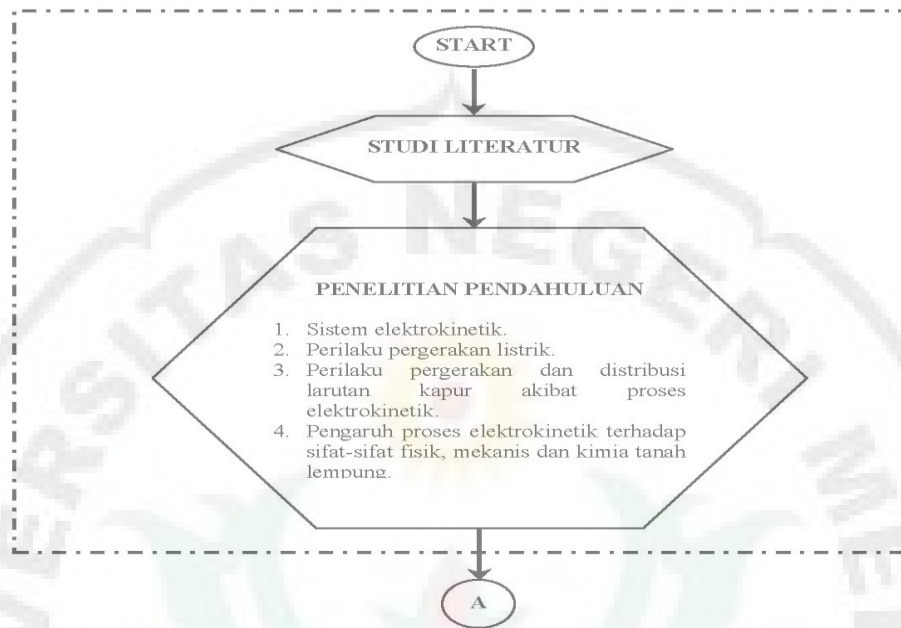 START
STUDI LITERATUR
PENELITIAN PENDAHULUAN
1. Sistem elektrokinetik.
2. Perilaku pergerakan listrik.
3. Perilaku pergerakan dan distribusi
larutan kapur akibat proses
elektrokinetik.
4. Pengaruh proses elektrokinetik terhadap
sifat-sifat fisik, mekanis dan kimia tanah
lempung.
A